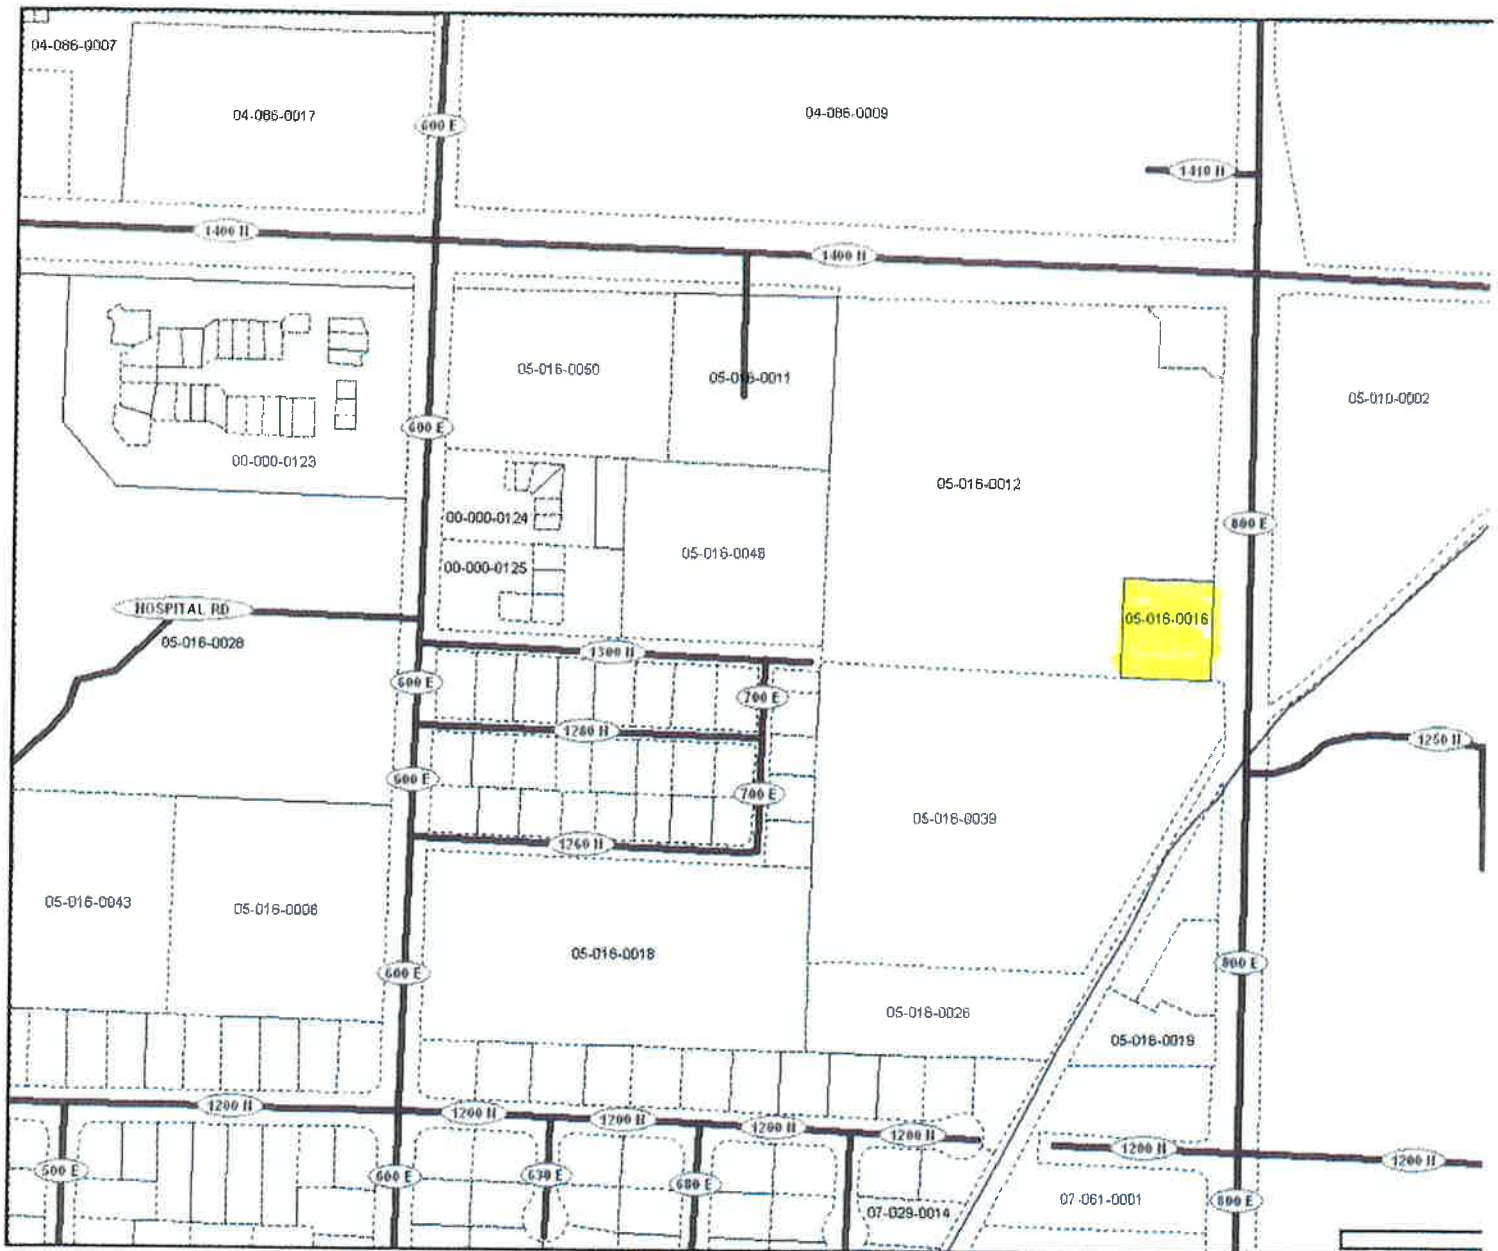 04-086-0007
04-086-0017
04-086-0009
600 E
1410 N
1400 N
1400 N
05-016-0050
05-016-0011
05-010-0002
600 E
00-000-0123
05-016-0012
00-000-0124
800 E
05-016-0048
00-000-0125
HOSPITAL RD
05-016-0016
05-016-0028
1300 N
600 E
700 E
1280 N
1250 N
600 E
700 E
05-016-0039
1260 N
05-016-0043
05-016-0006
05-016-0018
800 E
600 E
05-016-0026
05-016-0019
1200 N
1200 N
1200 N
1200 N
1200 N
1200 N
1200 N
500 E
600 E
630 E
680 E
07-061-0001
800 E
07-029-0014